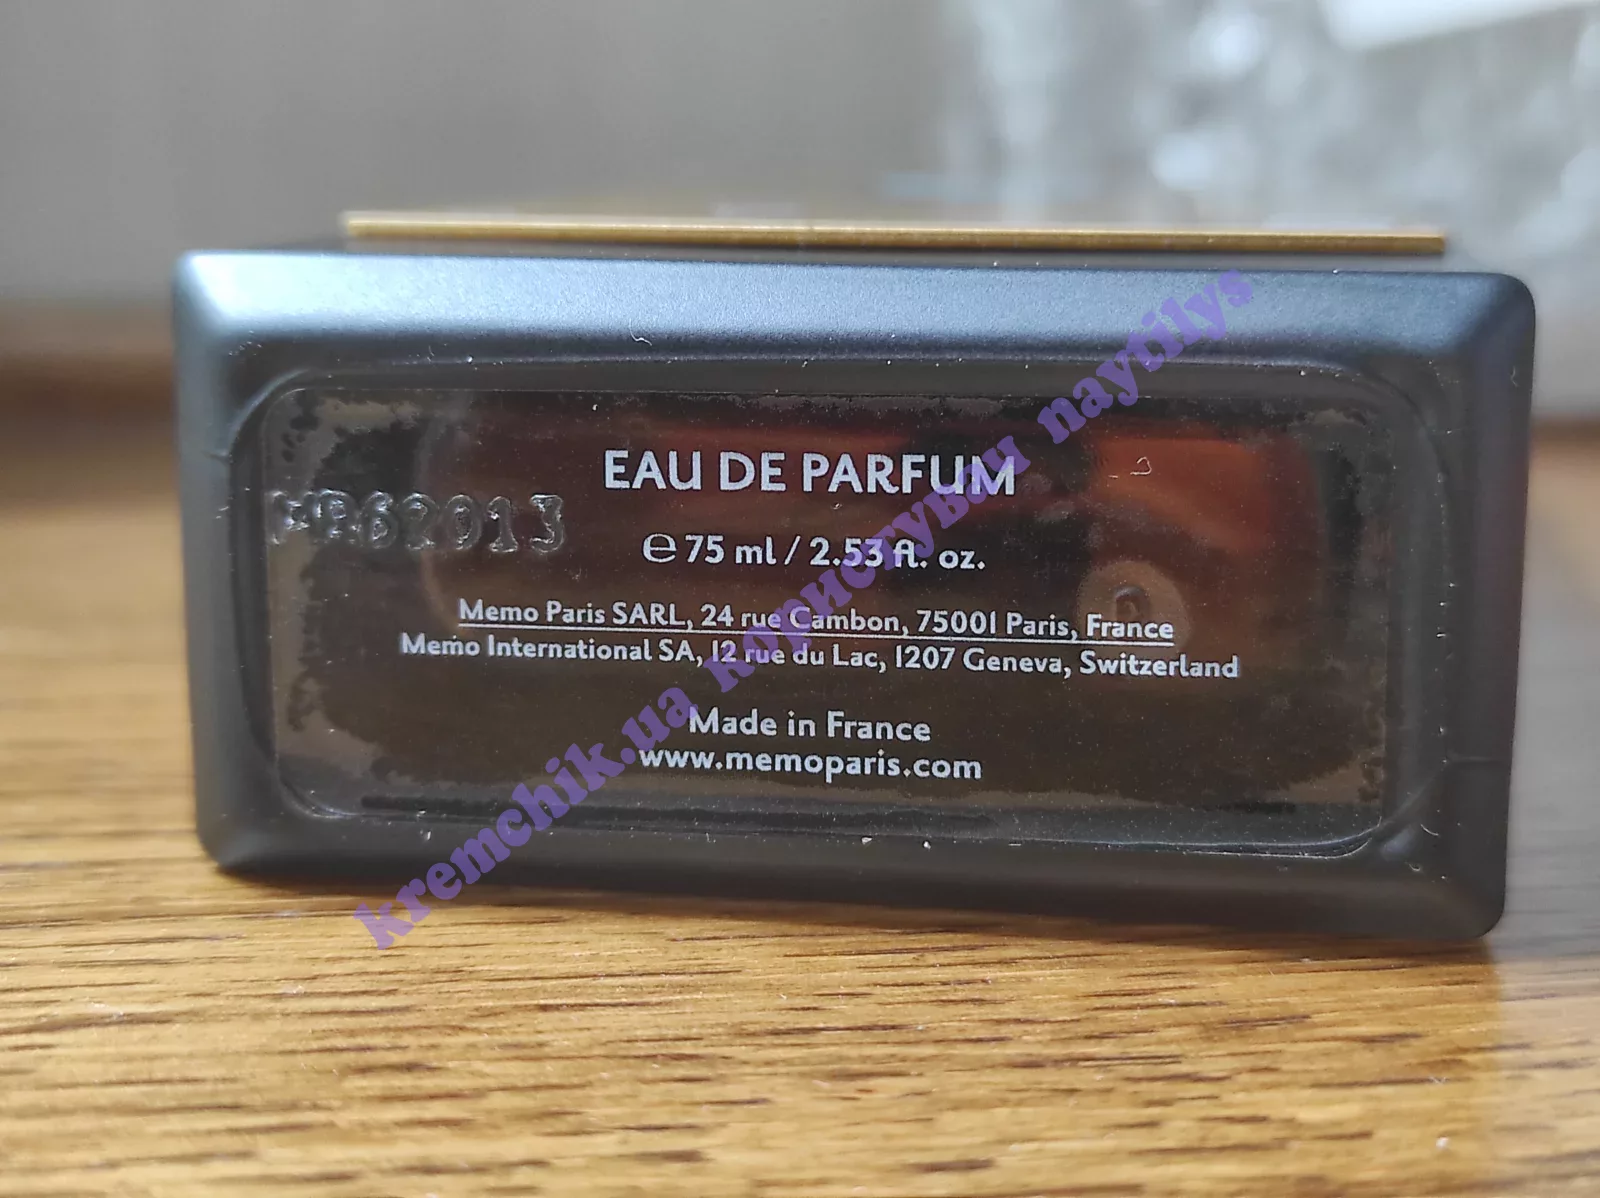 EAU DE PARFUM
℮ 75 ml / 2.53 fl. oz.
Memo Paris SARL, 24 rue Cambon, 75001 Paris, France
Memo International SA, 12 rue du Lac, 1207 Geneva, Switzerland
Made in France
www.memoparis.com
kremchik.ua користувач naytilys